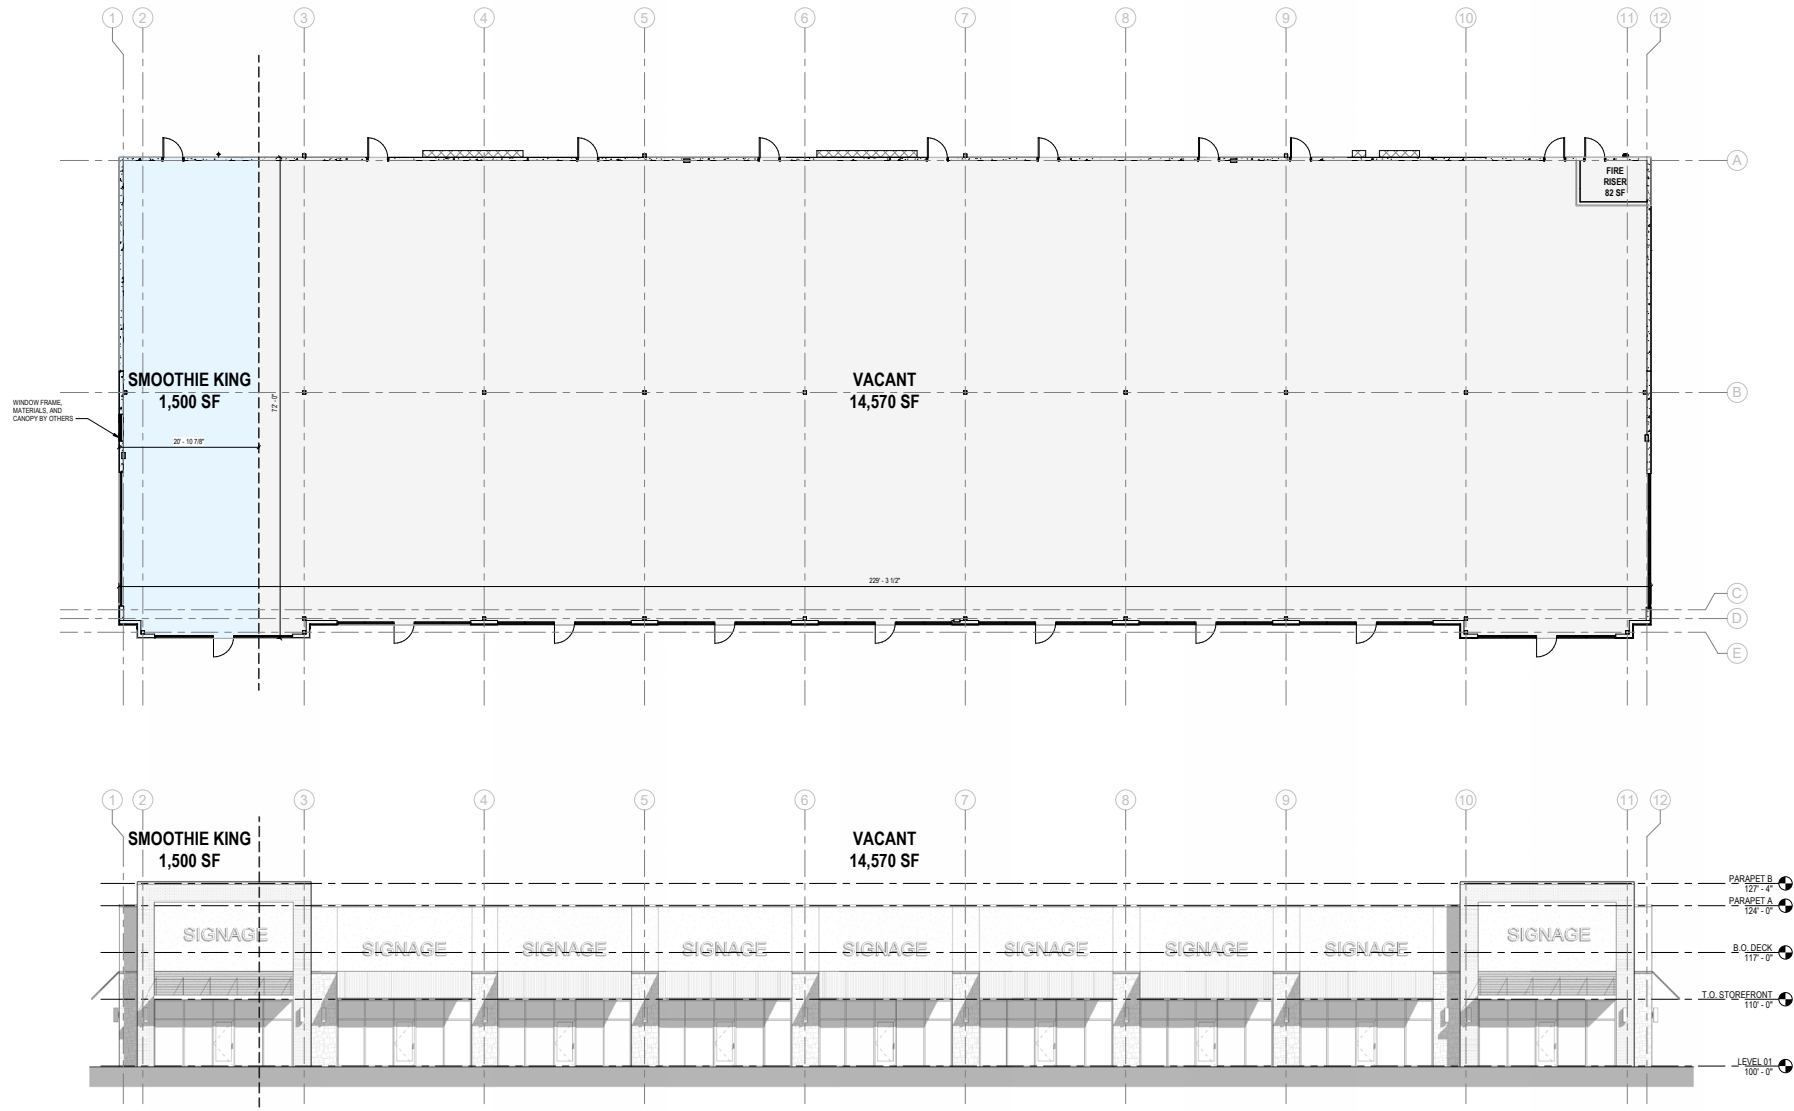 1 2 3 4 5 6 7 8 9 10 11 12
A
FIRE
RISER
82 SF
SMOOTHIE KING
1,500 SF
VACANT
14,570 SF
72' - 0"
B
WINDOW FRAME,
MATERIALS, AND
CANOPY BY OTHERS
20' - 10 7/8"
229' - 3 1/2"
C
D
E
1 2 3 4 5 6 7 8 9 10 11 12
SMOOTHIE KING
1,500 SF
VACANT
14,570 SF
PARAPET B
127' - 4"
PARAPET A
124' - 0"
SIGNAGE SIGNAGE SIGNAGE SIGNAGE SIGNAGE SIGNAGE SIGNAGE SIGNAGE SIGNAGE
B.O. DECK
117' - 0"
T.O. STOREFRONT
110' - 0"
LEVEL 01
100' - 0"